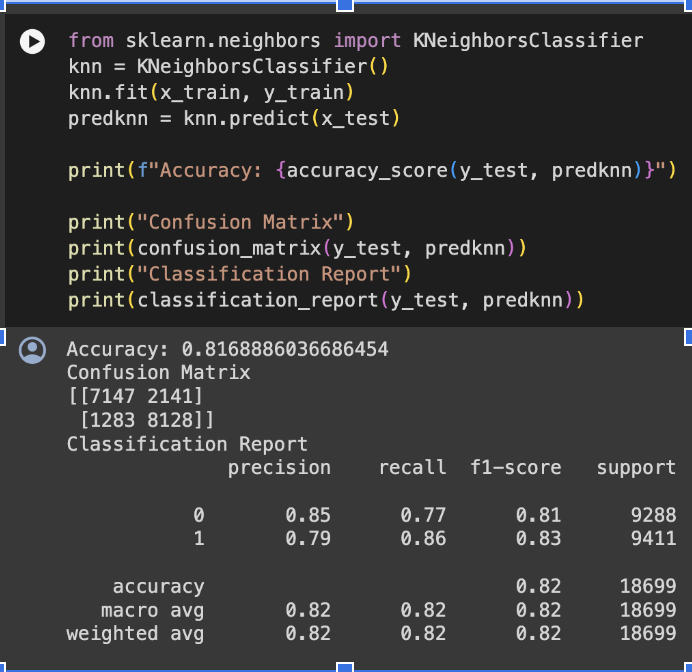 from sklearn.neighbors import KNeighborsClassifier
knn = KNeighborsClassifier()
knn.fit(x_train, y_train)
predknn = knn.predict(x_test)
print(f"Accuracy: {accuracy_score(y_test, predknn)}")
print("Confusion Matrix")
print(confusion_matrix(y_test, predknn))
print("Classification Report")
print(classification_report(y_test, predknn))
Accuracy: 0.8168886036686454
Confusion Matrix
[[7147 2141]
[1283 8128]]
Classification Report
precision recall f1-score support
0 0.85 0.77 0.81 9288
1 0.79 0.86 0.83 9411
accuracy 0.82 18699
macro avg 0.82 0.82 0.82 18699
weighted avg 0.82 0.82 0.82 18699